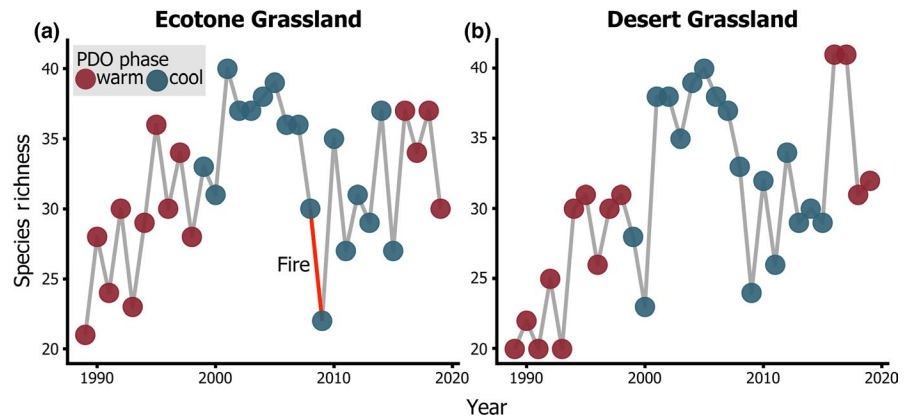 Ecotone Grassland
Desert Grassland
(a)
(b)
PDO phase
warm cool
Species richness
40
35
30
25
20
Fire
1990
2000
2010
2020
40
35
30
25
20
1990
2000
2010
2020
Year